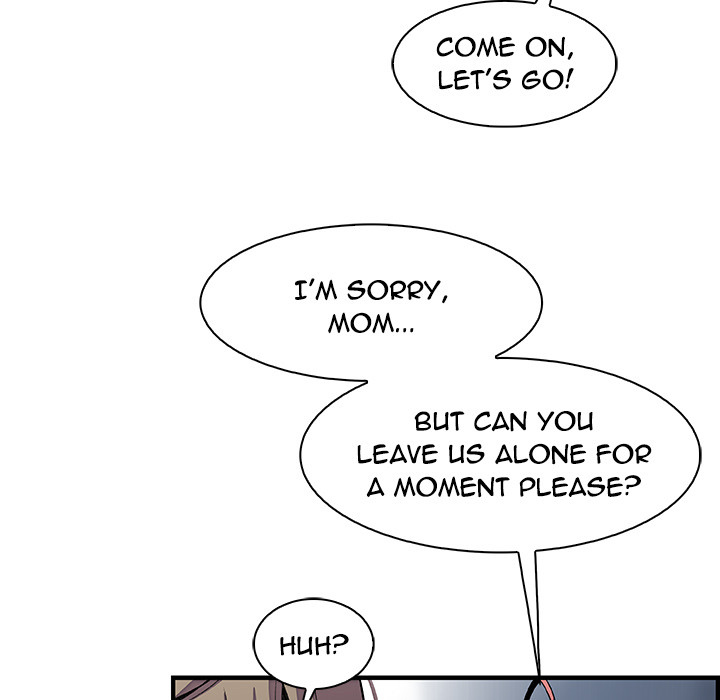 COME ON,
LET'S GO!
I'M SORRY,
MOM...
BUT CAN YOU
LEAVE US ALONE FOR
A MOMENT PLEASE?
HUH?